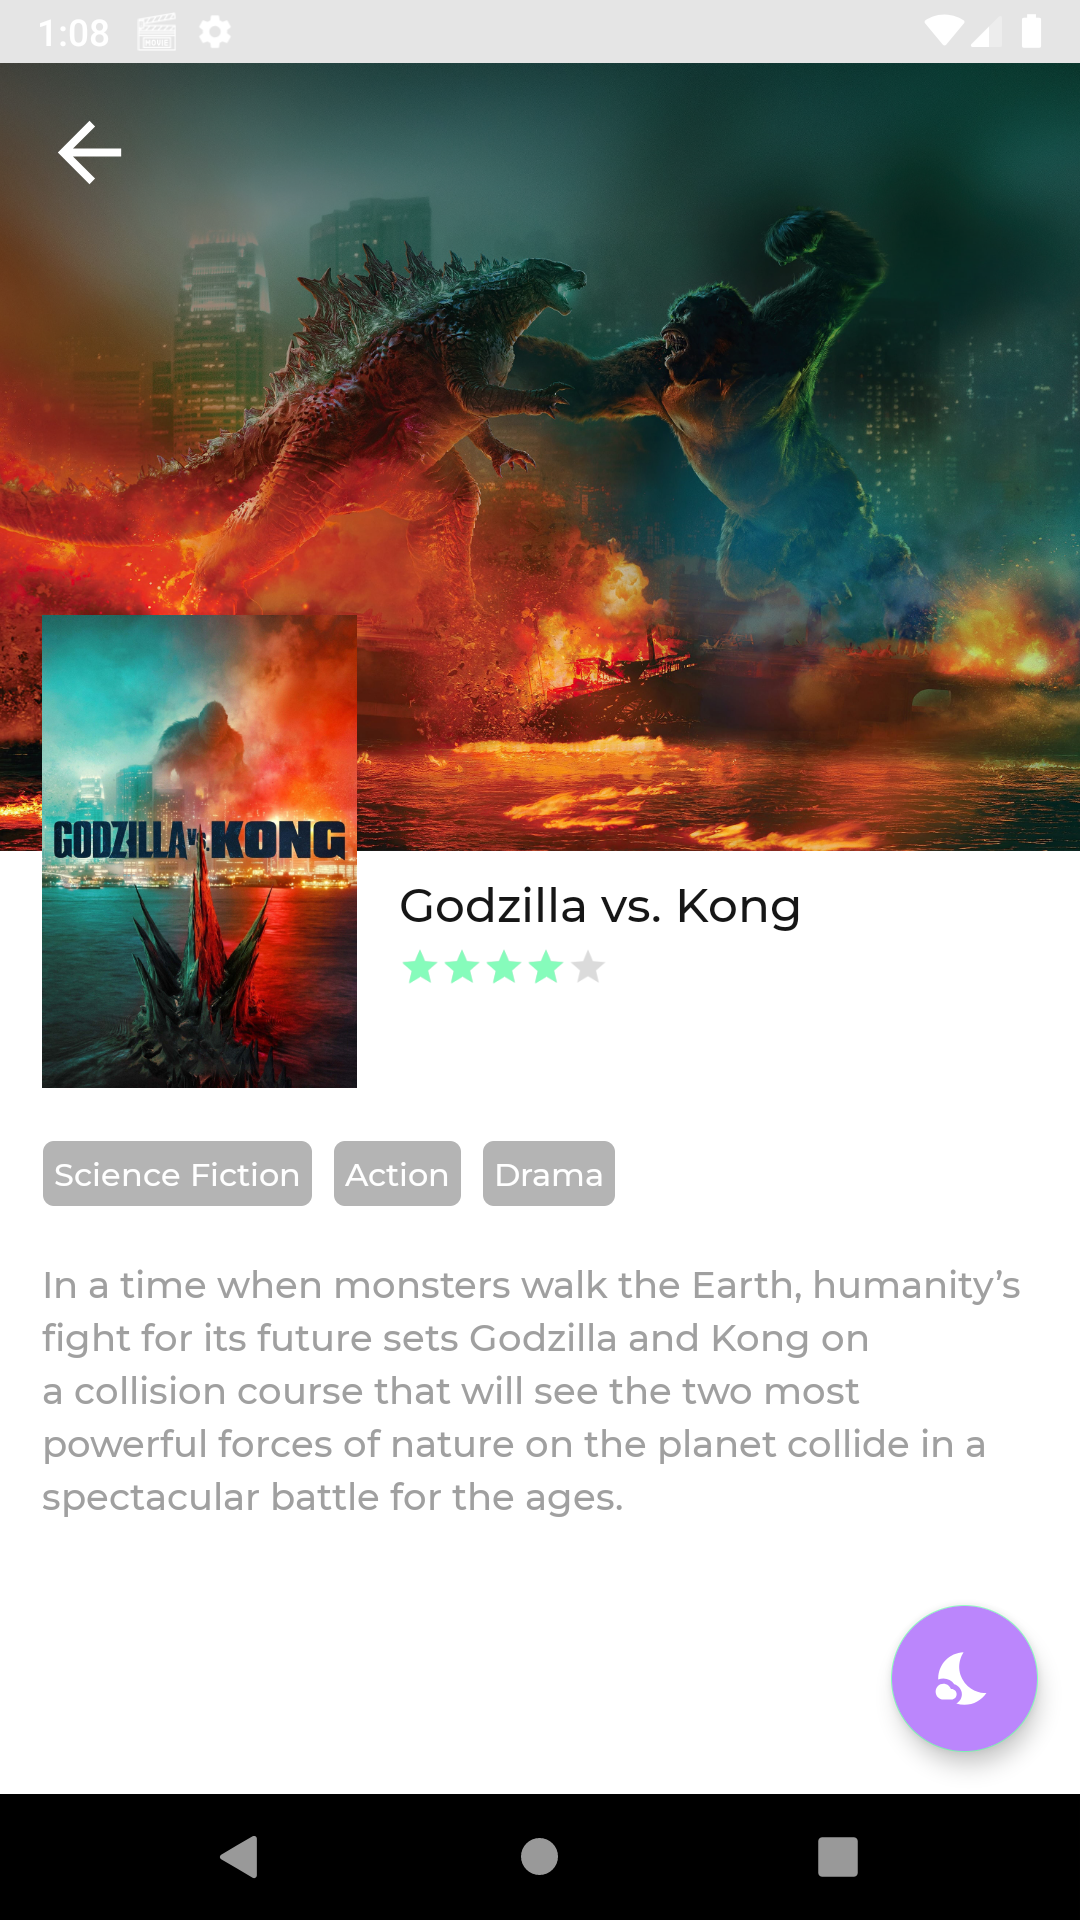 1:08
MOVIE
GODZILLA vs. KONG
Godzilla vs. Kong
Science Fiction Action Drama
In a time when monsters walk the Earth, humanity’s
fight for its future sets Godzilla and Kong on
a collision course that will see the two most
powerful forces of nature on the planet collide in a
spectacular battle for the ages.